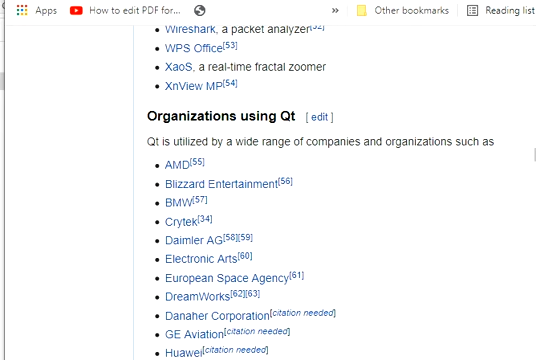 Apps How to edit PDF for... » Other bookmarks Reading list
Wireshark, a packet analyzer[52]
WPS Office[53]
XaoS, a real-time fractal zoomer
XnView MP[54]
Organizations using Qt [ edit ]
Qt is utilized by a wide range of companies and organizations such as
AMD[55]
Blizzard Entertainment[56]
BMW[57]
Crytek[34]
Daimler AG[58][59]
Electronic Arts[60]
European Space Agency[61]
DreamWorks[62][63]
Danaher Corporation[citation needed]
GE Aviation[citation needed]
Huawei[citation needed]